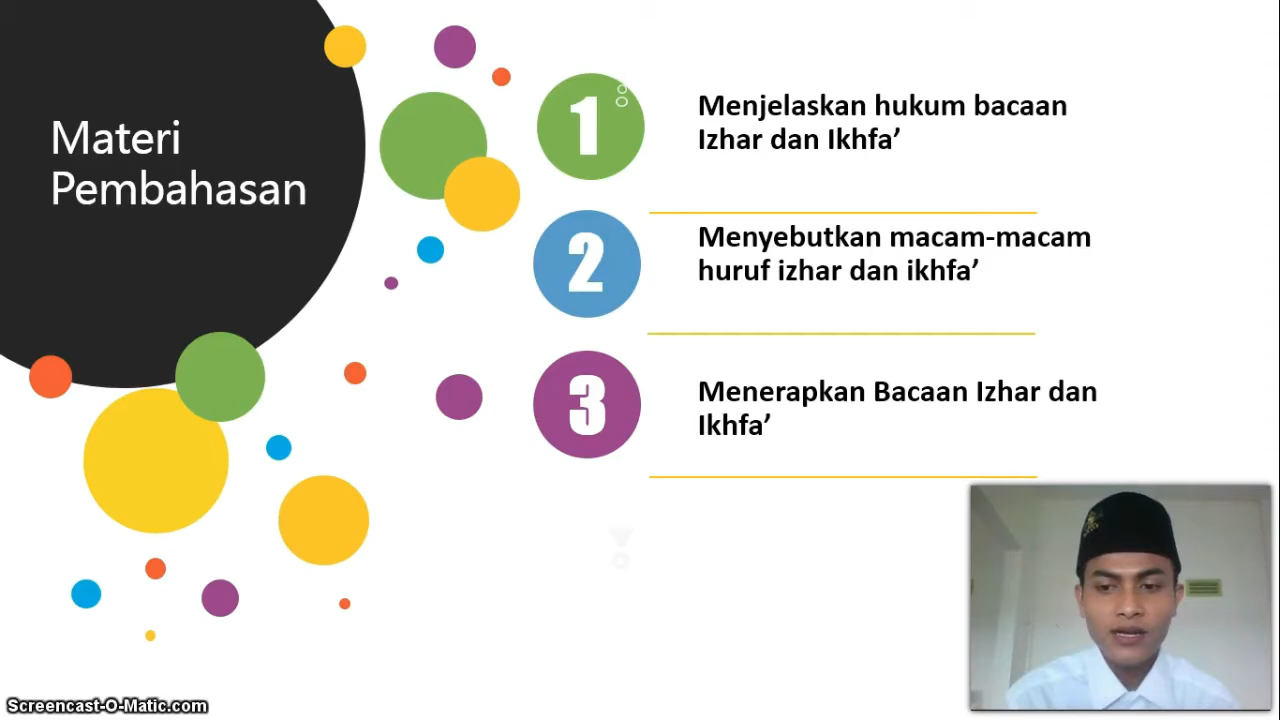 Materi
Pembahasan
1
Menjelaskan hukum bacaan
Izhar dan Ikhfa’
2
Menyebutkan macam-macam
huruf izhar dan ikhfa’
3
Menerapkan Bacaan Izhar dan
Ikhfa’
Screencast-O-Matic.com